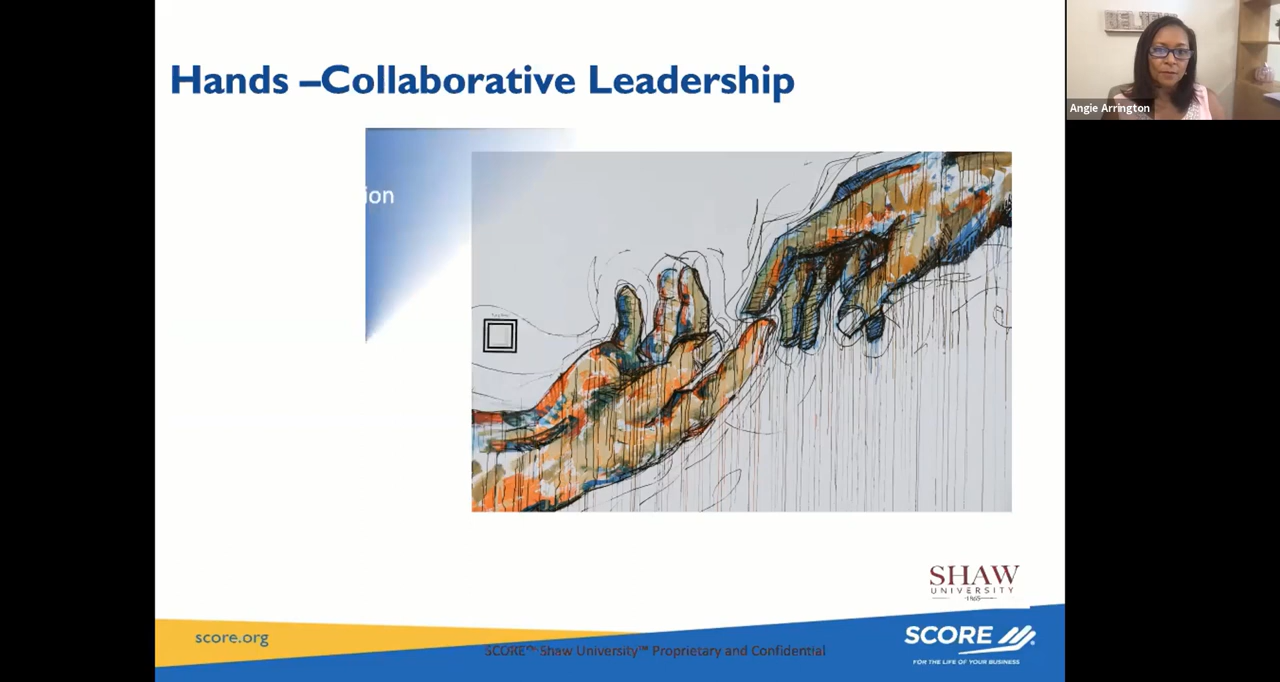 Hands –Collaborative Leadership
Angie Arrington
ion
SHAW
UNIVERSITY
1865
score.org
SCORE
FOR THE LIFE OF YOUR BUSINESS
SCORE℠ Shaw University™ Proprietary and Confidential